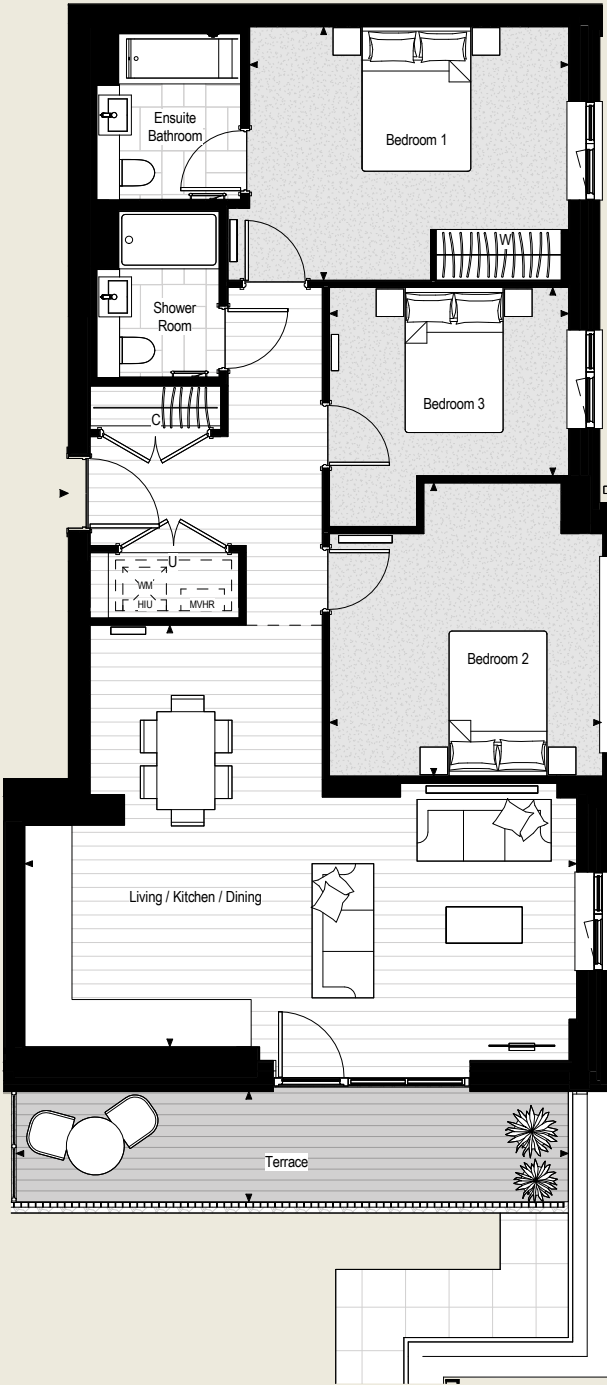 Ensuite
Bathroom
Bedroom 1
W
Shower
Room
Bedroom 3
C
U
WM
HIU
MVHR
Bedroom 2
Living / Kitchen / Dining
Terrace